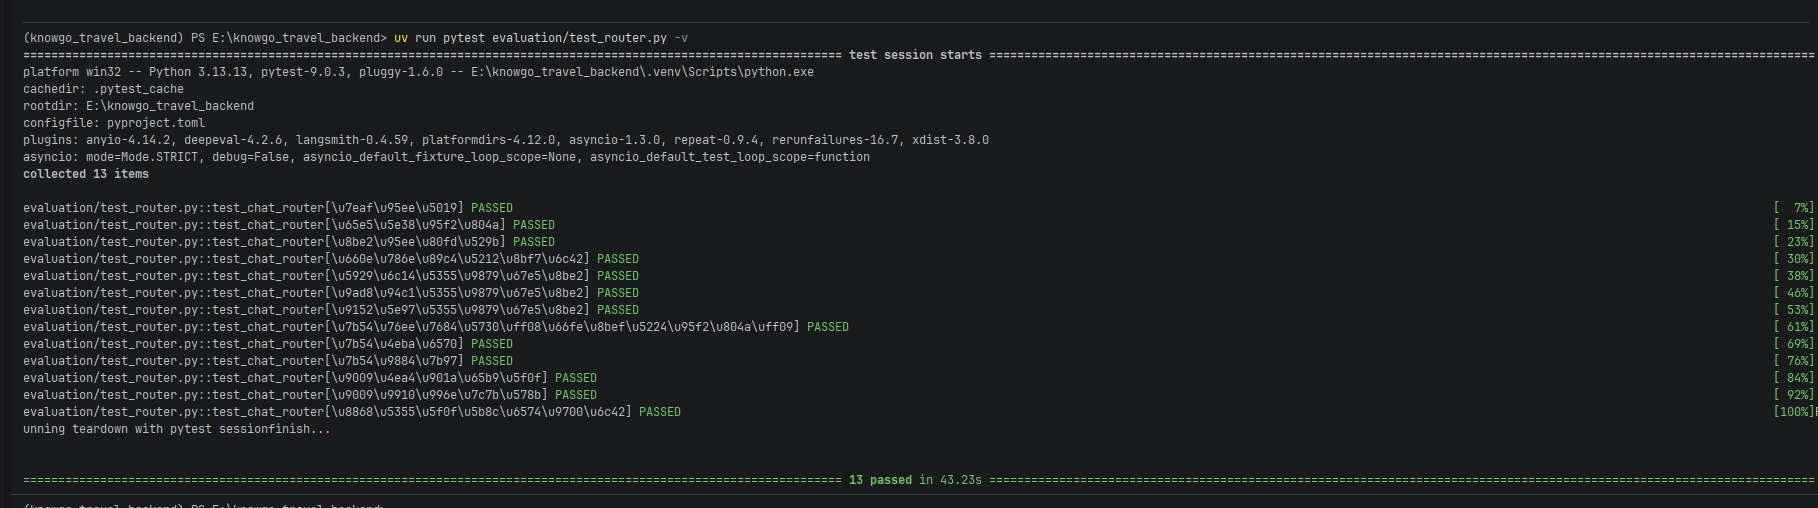 (knowgo_travel_backend) PS E:\knowgo_travel_backend> uv run pytest evaluation/test_router.py -v
=================================================================================================================== test session starts ===================================================================================================================
platform win32 -- Python 3.13.13, pytest-9.0.3, pluggy-1.6.0 -- E:\knowgo_travel_backend\.venv\Scripts\python.exe
cachedir: .pytest_cache
rootdir: E:\knowgo_travel_backend
configfile: pyproject.toml
plugins: anyio-4.14.2, deepeval-4.2.6, langsmith-0.4.59, platformdirs-4.12.0, asyncio-1.3.0, repeat-0.9.4, rerunfailures-16.7, xdist-3.8.0
asyncio: mode=Mode.STRICT, debug=False, asyncio_default_fixture_loop_scope=None, asyncio_default_test_loop_scope=function
collected 13 items
evaluation/test_router.py::test_chat_router[\u7eaf\u95ee\u5019] PASSED [  7%]
evaluation/test_router.py::test_chat_router[\u65e5\u5e38\u95f2\u804a] PASSED [ 15%]
evaluation/test_router.py::test_chat_router[\u8be2\u95ee\u80fd\u529b] PASSED [ 23%]
evaluation/test_router.py::test_chat_router[\u660e\u786e\u89c4\u5212\u8bf7\u6c42] PASSED [ 30%]
evaluation/test_router.py::test_chat_router[\u5929\u6c14\u5355\u9879\u67e5\u8be2] PASSED [ 38%]
evaluation/test_router.py::test_chat_router[\u9ad8\u94c1\u5355\u9879\u67e5\u8be2] PASSED [ 46%]
evaluation/test_router.py::test_chat_router[\u9152\u5e97\u5355\u9879\u67e5\u8be2] PASSED [ 53%]
evaluation/test_router.py::test_chat_router[\u7b54\u76ee\u7684\u5730\uff08\u66fe\u8bef\u5224\u95f2\u804a\uff09] PASSED [ 61%]
evaluation/test_router.py::test_chat_router[\u7b54\u4eba\u6570] PASSED [ 69%]
evaluation/test_router.py::test_chat_router[\u7b54\u9884\u7b97] PASSED [ 76%]
evaluation/test_router.py::test_chat_router[\u9009\u4ea4\u901a\u65b9\u5f0f] PASSED [ 84%]
evaluation/test_router.py::test_chat_router[\u9009\u9910\u996e\u7c7b\u578b] PASSED [ 92%]
evaluation/test_router.py::test_chat_router[\u8868\u5355\u5f0f\u5b8c\u6574\u9700\u6c42] PASSED [100%]R
unning teardown with pytest sessionfinish...
=================================================================================================================== 13 passed in 43.23s ===================================================================================================================
(knowgo_travel_backend) PS E:\knowgo_travel_backend>